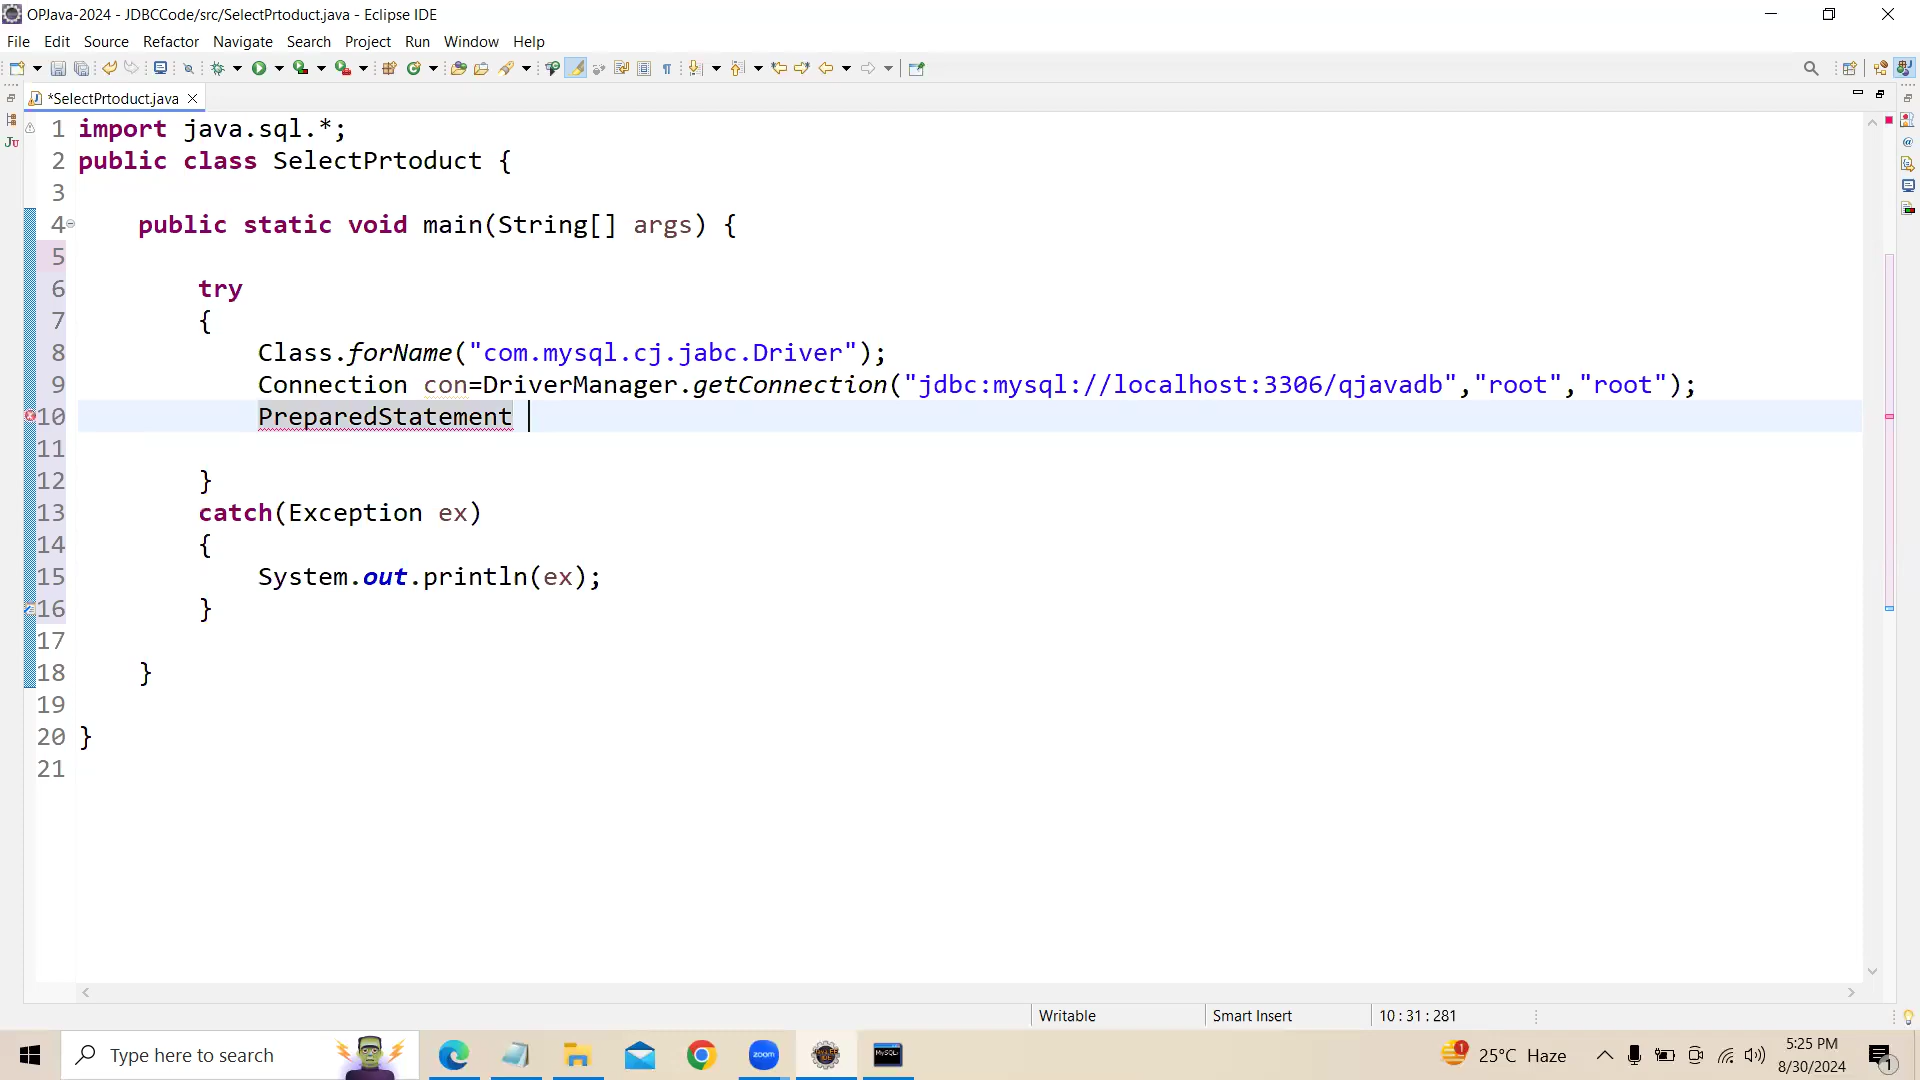 OPJava-2024 - JDBCCode/src/SelectPrtoduct.java - Eclipse IDE
File Edit Source Refactor Navigate Search Project Run Window Help
*SelectPrtoduct.java
1 import java.sql.*;
2 public class SelectPrtoduct {
3
4 public static void main(String[] args) {
5
6 try
7 {
8 Class.forName("com.mysql.cj.jabc.Driver");
9 Connection con=DriverManager.getConnection("jdbc:mysql://localhost:3306/qjavadb","root","root");
10 PreparedStatement
11
12 }
13 catch(Exception ex)
14 {
15 System.out.println(ex);
16 }
17
18 }
19
20 }
21
Writable Smart Insert 10 : 31 : 281
Type here to search zoom MySQL 1 25°C Haze 5:25 PM
8/30/2024 1